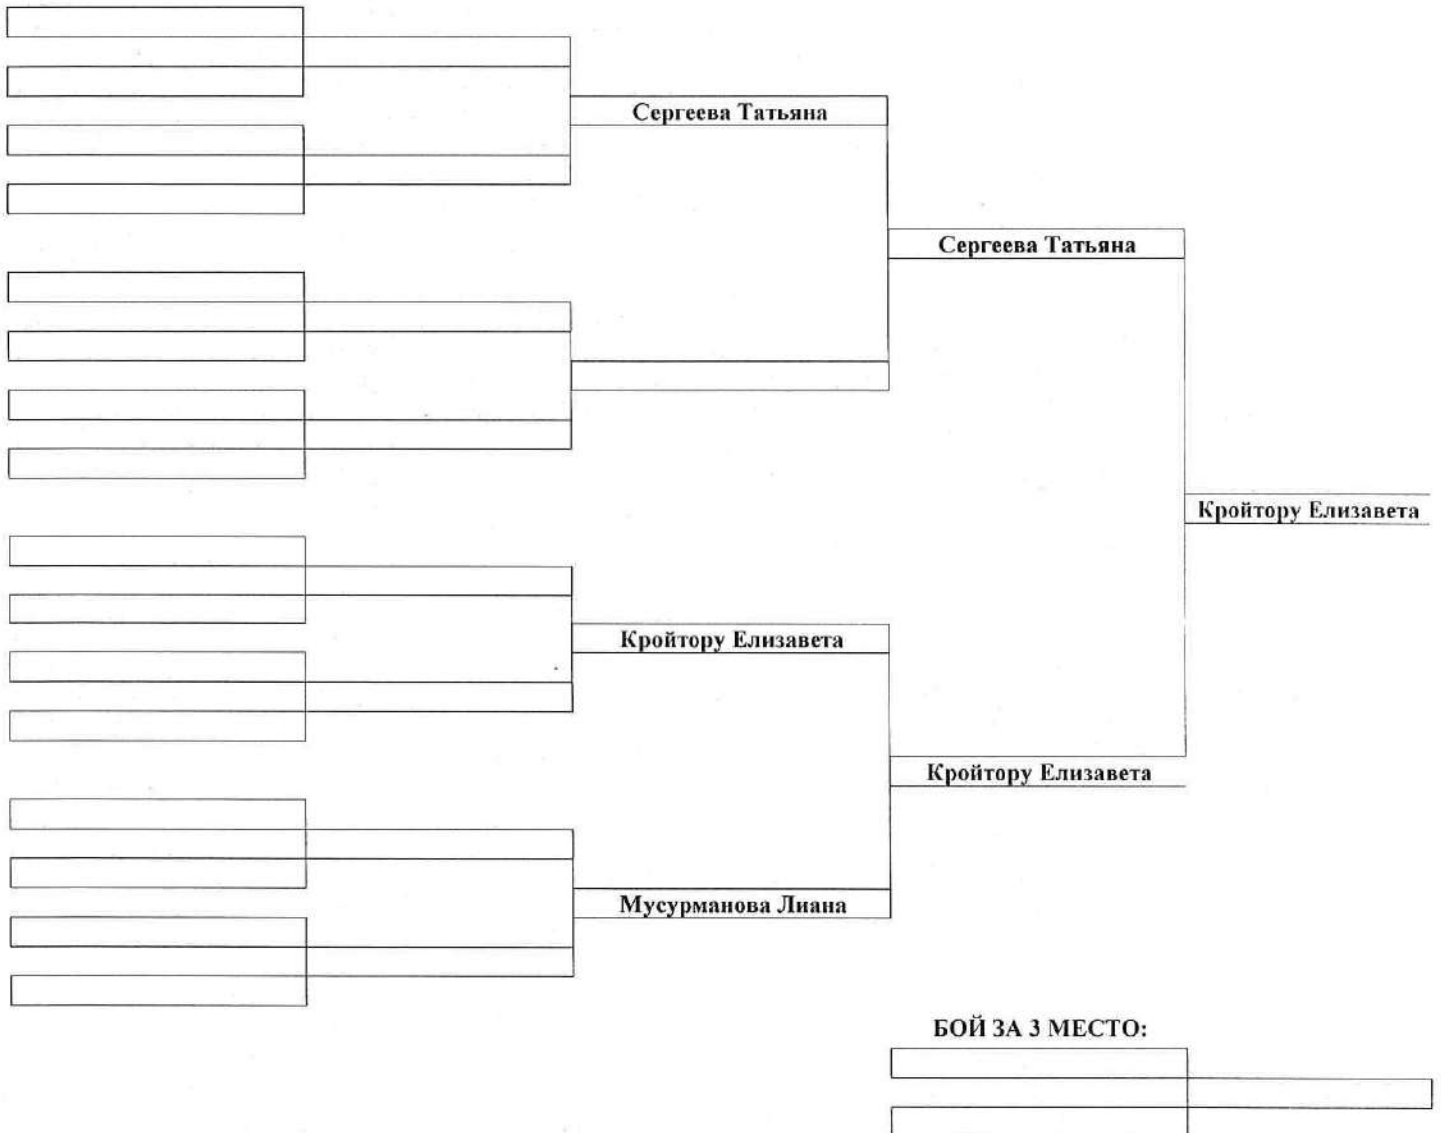 Сергеева Татьяна
Сергеева Татьяна
Кройтору Елизавета
Кройтору Елизавета
Кройтору Елизавета
Мусурманова Лиана
БОЙ ЗА 3 МЕСТО: